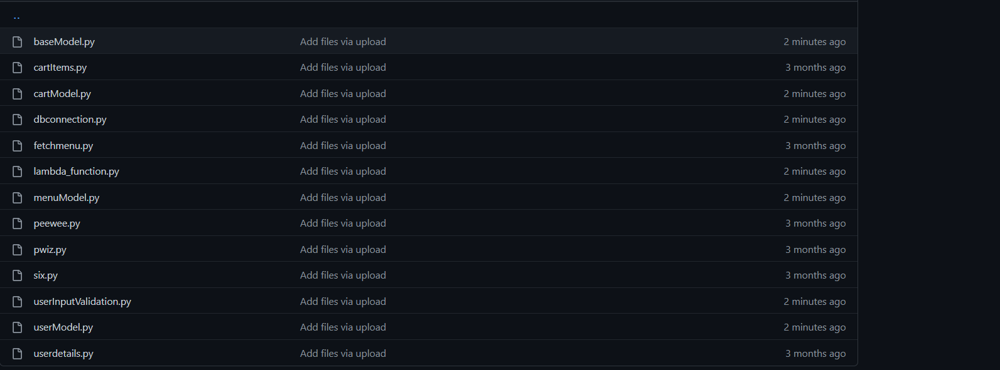 ..
baseModel.py Add files via upload 2 minutes ago
cartItems.py Add files via upload 3 months ago
cartModel.py Add files via upload 2 minutes ago
dbconnection.py Add files via upload 2 minutes ago
fetchmenu.py Add files via upload 3 months ago
lambda_function.py Add files via upload 2 minutes ago
menuModel.py Add files via upload 2 minutes ago
peewee.py Add files via upload 3 months ago
pwiz.py Add files via upload 3 months ago
six.py Add files via upload 3 months ago
userInputValidation.py Add files via upload 2 minutes ago
userModel.py Add files via upload 2 minutes ago
userdetails.py Add files via upload 3 months ago